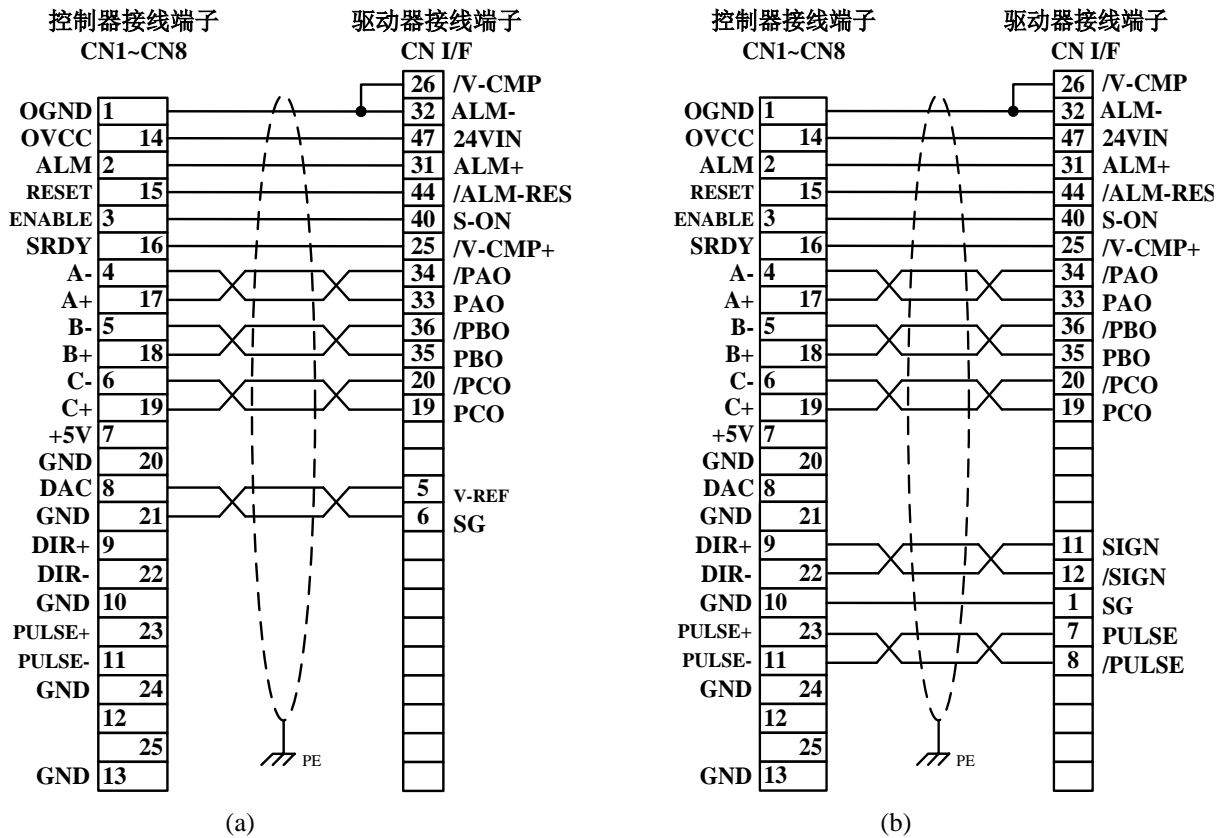 控制器接线端子 驱动器接线端子
CN1~CN8 CN I/F
26 /V-CMP
OGND 1 32 ALM-
OVCC 14 47 24VIN
ALM 2 31 ALM+
RESET 15 44 /ALM-RES
ENABLE 3 40 S-ON
SRDY 16 25 /V-CMP+
A- 4 34 /PAO
A+ 17 33 PAO
B- 5 36 /PBO
B+ 18 35 PBO
C- 6 20 /PCO
C+ 19 19 PCO
+5V 7
GND 20
DAC 8 5 V-REF
GND 21 6 SG
DIR+ 9
DIR- 22
GND 10
PULSE+ 23
PULSE- 11
GND 24
12
25
GND 13
PE
(a)
控制器接线端子 驱动器接线端子
CN1~CN8 CN I/F
26 /V-CMP
OGND 1 32 ALM-
OVCC 14 47 24VIN
ALM 2 31 ALM+
RESET 15 44 /ALM-RES
ENABLE 3 40 S-ON
SRDY 16 25 /V-CMP+
A- 4 34 /PAO
A+ 17 33 PAO
B- 5 36 /PBO
B+ 18 35 PBO
C- 6 20 /PCO
C+ 19 19 PCO
+5V 7
GND 20
DAC 8
GND 21
DIR+ 9 11 SIGN
DIR- 22 12 /SIGN
GND 10 1 SG
PULSE+ 23 7 PULSE
PULSE- 11 8 /PULSE
GND 24
12
25
GND 13
PE
(b)